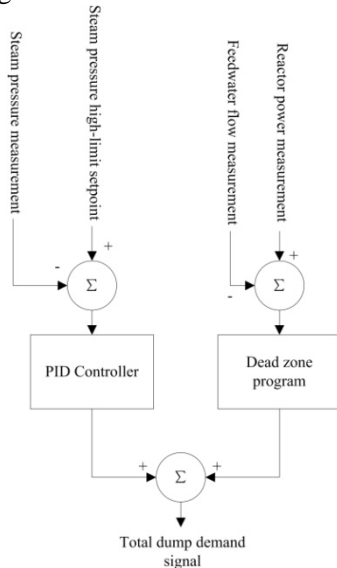 Steam pressure measurement
Steam pressure high-limit setpoint
Feedwater flow measurement
Reactor power measurement
+
-
Σ
+
-
Σ
PID Controller
Dead zone
program
+
+
Σ
Total dump demand
signal